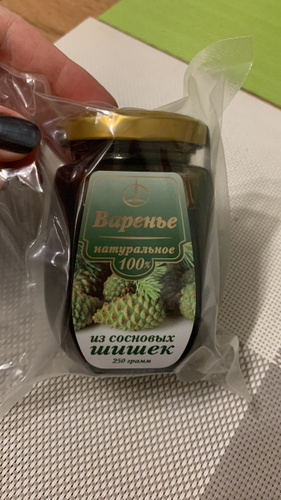 Варенье
натуральное
100%
из сосновых
шишек
250 грамм